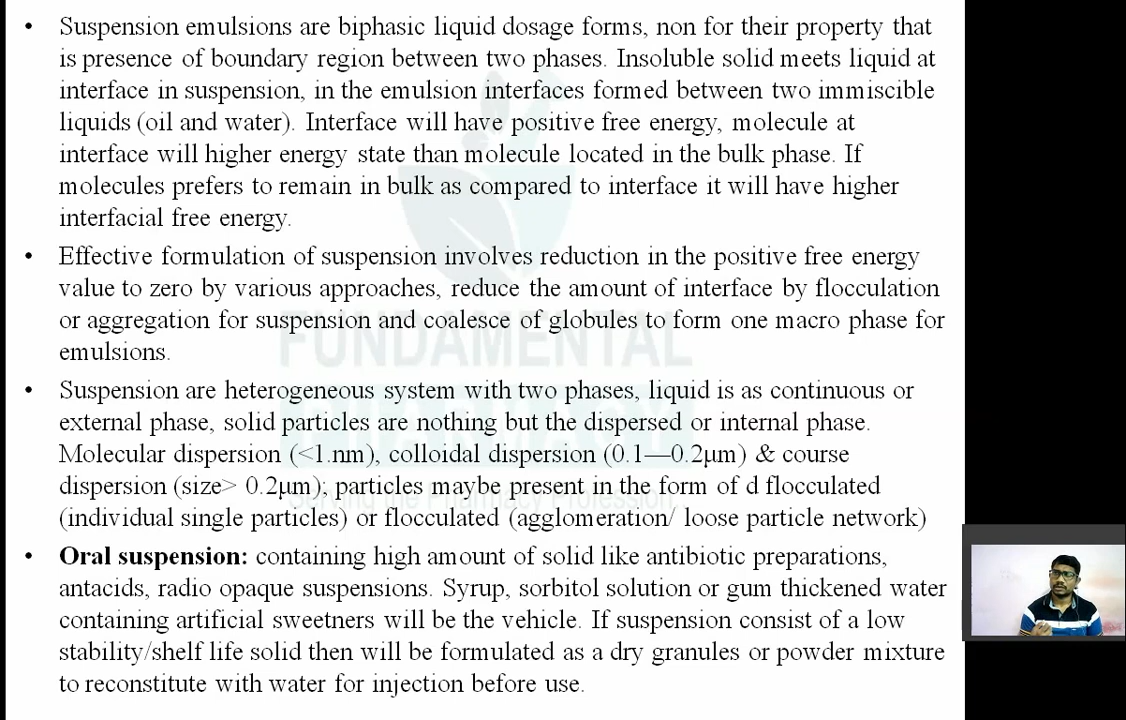 • Suspension emulsions are biphasic liquid dosage forms, non for their property that
is presence of boundary region between two phases. Insoluble solid meets liquid at
interface in suspension, in the emulsion interfaces formed between two immiscible
liquids (oil and water). Interface will have positive free energy, molecule at
interface will higher energy state than molecule located in the bulk phase. If
molecules prefers to remain in bulk as compared to interface it will have higher
interfacial free energy.
• Effective formulation of suspension involves reduction in the positive free energy
value to zero by various approaches, reduce the amount of interface by flocculation
or aggregation for suspension and coalesce of globules to form one macro phase for
emulsions.
FUNDAMENTAL
• Suspension are heterogeneous system with two phases, liquid is as continuous or
external phase, solid particles are nothing but the dispersed or internal phase.
Molecular dispersion (<1.nm), colloidal dispersion (0.1—0.2μm) & course
dispersion (size> 0.2μm); particles maybe present in the form of d flocculated
(individual single particles) or flocculated (agglomeration/ loose particle network)
• Oral suspension: containing high amount of solid like antibiotic preparations,
antacids, radio opaque suspensions. Syrup, sorbitol solution or gum thickened water
containing artificial sweetners will be the vehicle. If suspension consist of a low
stability/shelf life solid then will be formulated as a dry granules or powder mixture
to reconstitute with water for injection before use.